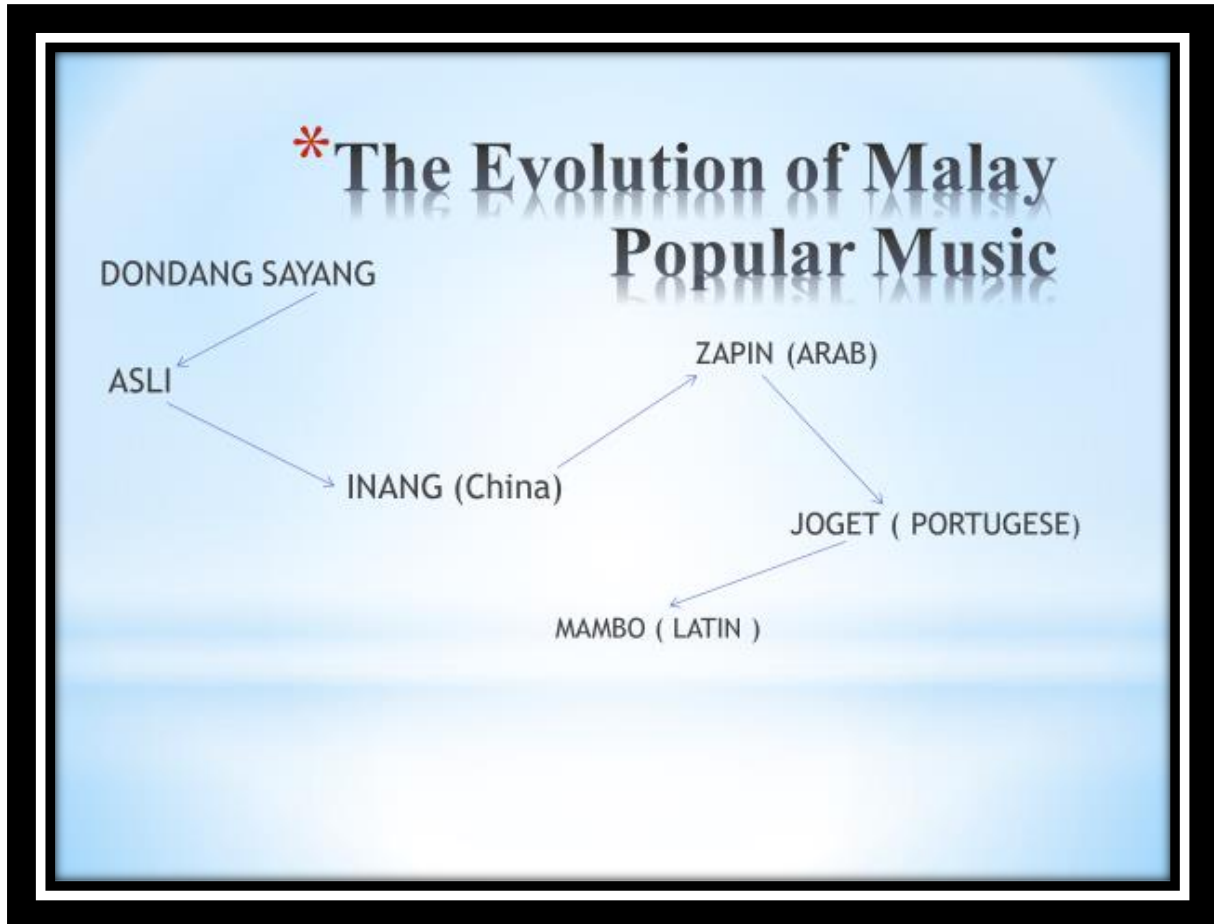 *The Evolution of Malay
Popular Music
DONDANG SAYANG
ASLI
INANG (China)
ZAPIN (ARAB)
JOGET ( PORTUGESE)
MAMBO ( LATIN )